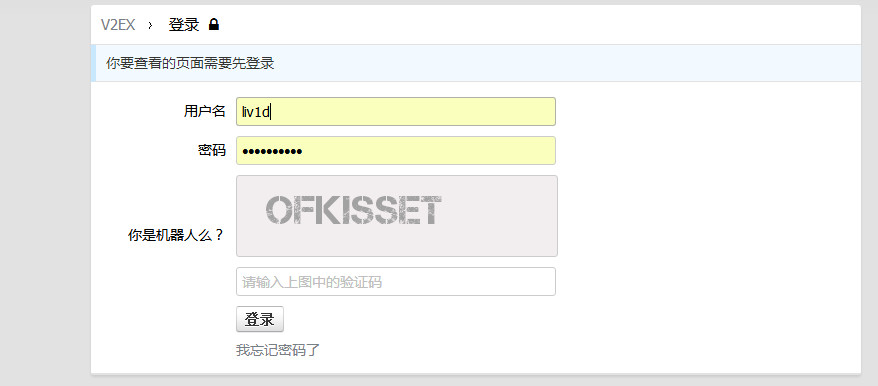 V2EX › 登录
你要查看的页面需要先登录
用户名 liv1d
密码 ••••••••••
OFKISSET
你是机器人么？
请输入上图中的验证码
登录
我忘记密码了